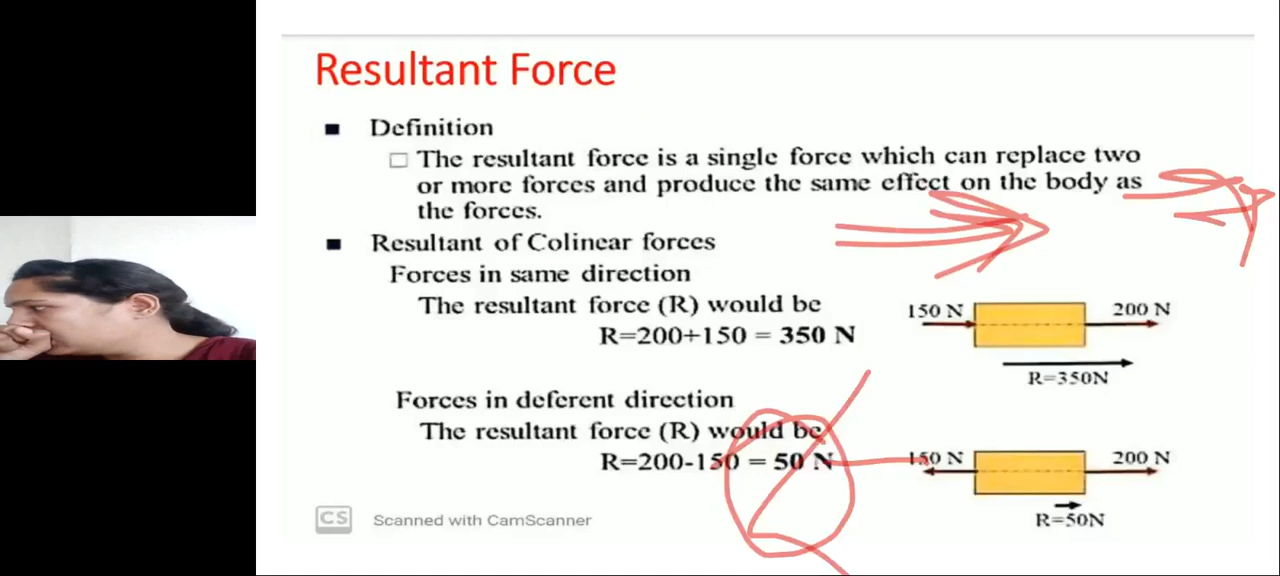 Resultant Force
Definition
The resultant force is a single force which can replace two
or more forces and produce the same effect on the body as
the forces.
Resultant of Colinear forces
Forces in same direction
The resultant force (R) would be
R=200+150 = 350 N
150 N
200 N
R=350N
Forces in deferent direction
The resultant force (R) would be
R=200-150 = 50 N
150 N
200 N
R=50N
CS Scanned with CamScanner